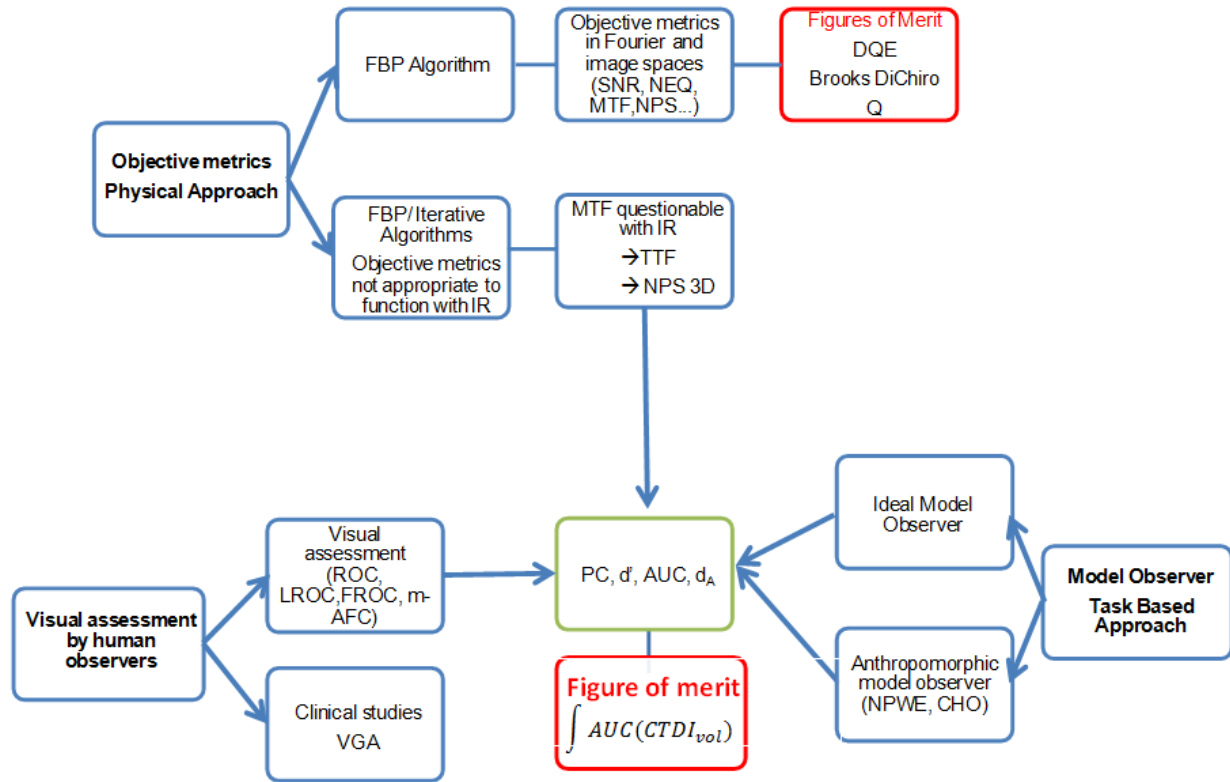 FBP Algorithm
Objective metrics
in Fourier and
image spaces
(SNR, NEQ,
MTF,NPS...)
Figures of Merit
DQE
Brooks DiChiro
Q
Objective metrics
Physical Approach
FBP/Iterative
Algorithms
Objective metrics
not appropriate to
function with IR
MTF questionable
with IR
→TTF
→ NPS 3D
Visual assessment
by human
observers
Visual
assessment
(ROC,
LROC,FROC, m-
AFC)
Clinical studies
VGA
PC, d', AUC, dA
Figure of merit
∫ AUC(CTDIvol)
Ideal Model
Observer
Anthropomorphic
model observer
(NPWE, CHO)
Model Observer
Task Based
Approach